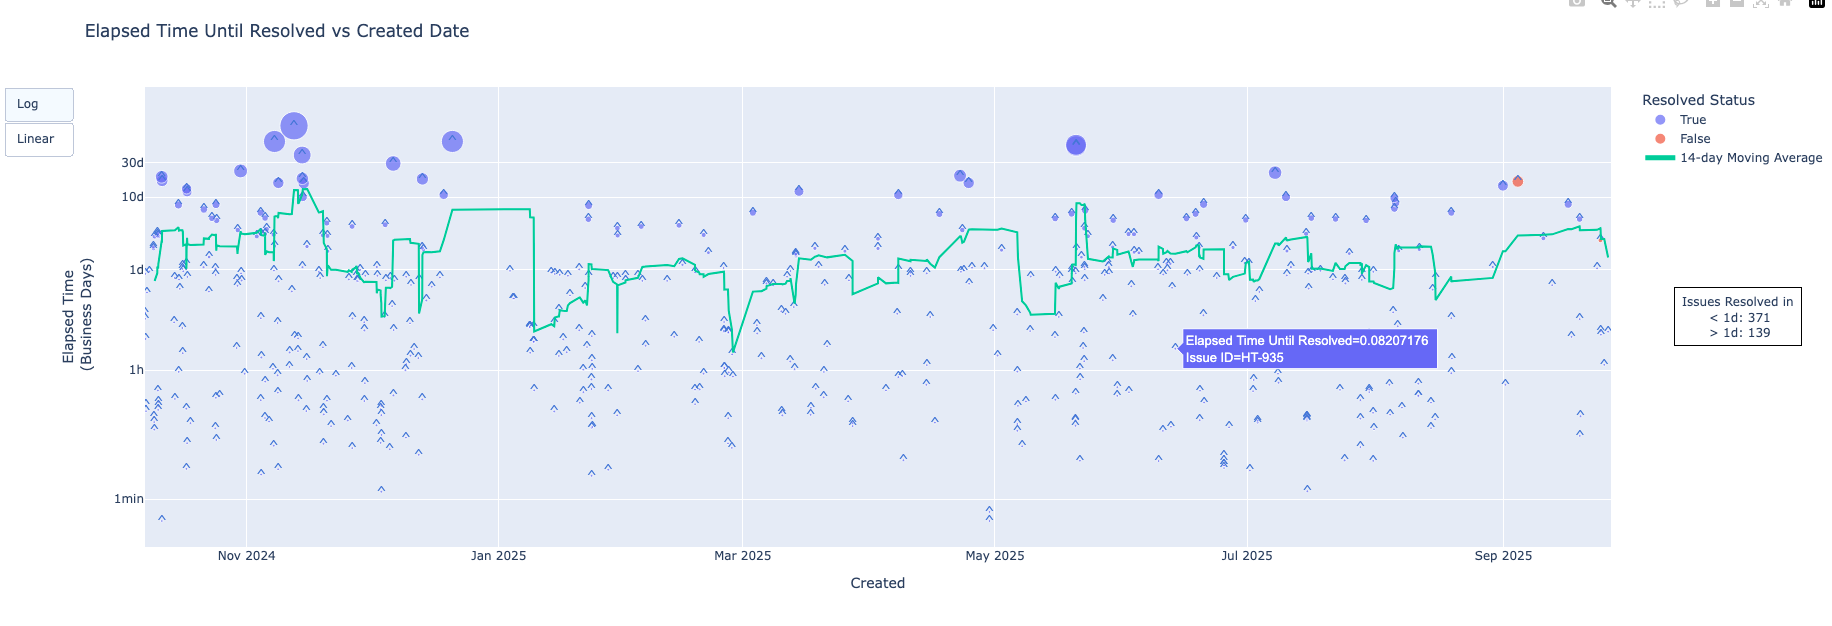 Elapsed Time Until Resolved vs Created Date
Log
Linear
Elapsed Time
(Business Days)
30d
10d
1d
1h
1min
Nov 2024
Jan 2025
Mar 2025
May 2025
Jul 2025
Sep 2025
Created
Elapsed Time Until Resolved=0.08207176
Issue ID=HT-935
Resolved Status
True
False
14-day Moving Average
Issues Resolved in
< 1d: 371
> 1d: 139